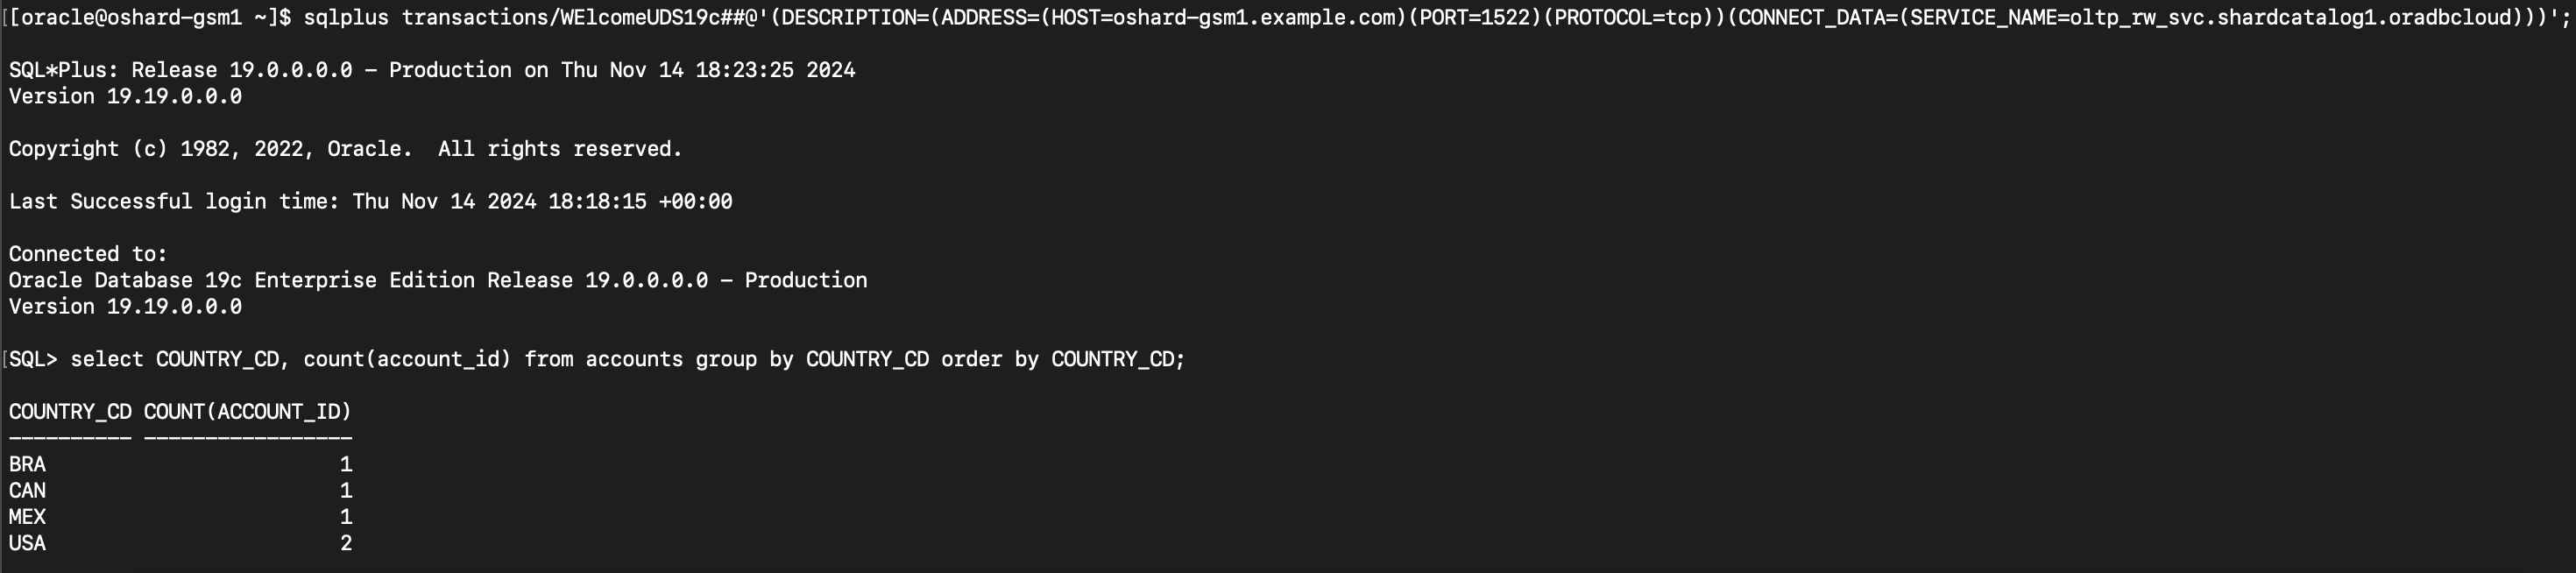 [[oracle@oshard-gsm1 ~]$ sqlplus transactions/WElcomeUDS19c##@'(DESCRIPTION=(ADDRESS=(HOST=oshard-gsm1.example.com)(PORT=1522)(PROTOCOL=tcp))(CONNECT_DATA=(SERVICE_NAME=oltp_rw_svc.shardcatalog1.oradbcloud)))';
SQL*Plus: Release 19.0.0.0.0 - Production on Thu Nov 14 18:23:25 2024
Version 19.19.0.0.0
Copyright (c) 1982, 2022, Oracle.  All rights reserved.
Last Successful login time: Thu Nov 14 2024 18:18:15 +00:00
Connected to:
Oracle Database 19c Enterprise Edition Release 19.0.0.0.0 - Production
Version 19.19.0.0.0
[SQL> select COUNTRY_CD, count(account_id) from accounts group by COUNTRY_CD order by COUNTRY_CD;
COUNTRY_CD COUNT(ACCOUNT_ID)
---------- -----------------
BRA                        1
CAN                        1
MEX                        1
USA                        2